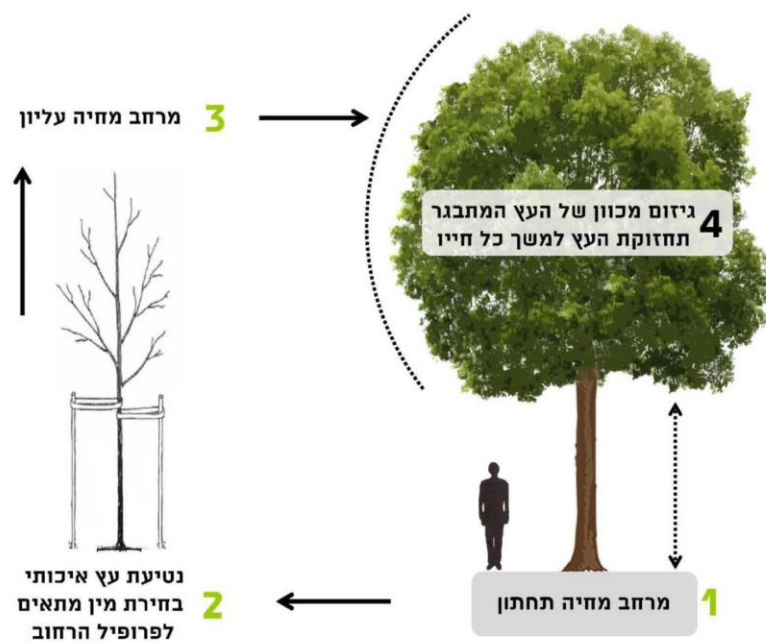 מרחב מחיה עליון 3
4 גיזום מכוון של העץ המתבגר
תחזוקת העץ למשך כל חייו
1 מרחב מחיה תחתון
2 נטיעת עץ איכותי
בחירת מין מתאים
לפרופיל הרחוב